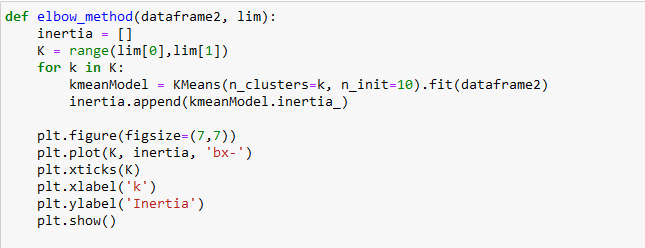 def elbow_method(dataframe2, lim):
    inertia = []
    K = range(lim[0],lim[1])
    for k in K:
        kmeanModel = KMeans(n_clusters=k, n_init=10).fit(dataframe2)
        inertia.append(kmeanModel.inertia_)

    plt.figure(figsize=(7,7))
    plt.plot(K, inertia, 'bx-')
    plt.xticks(K)
    plt.xlabel('k')
    plt.ylabel('Inertia')
    plt.show()